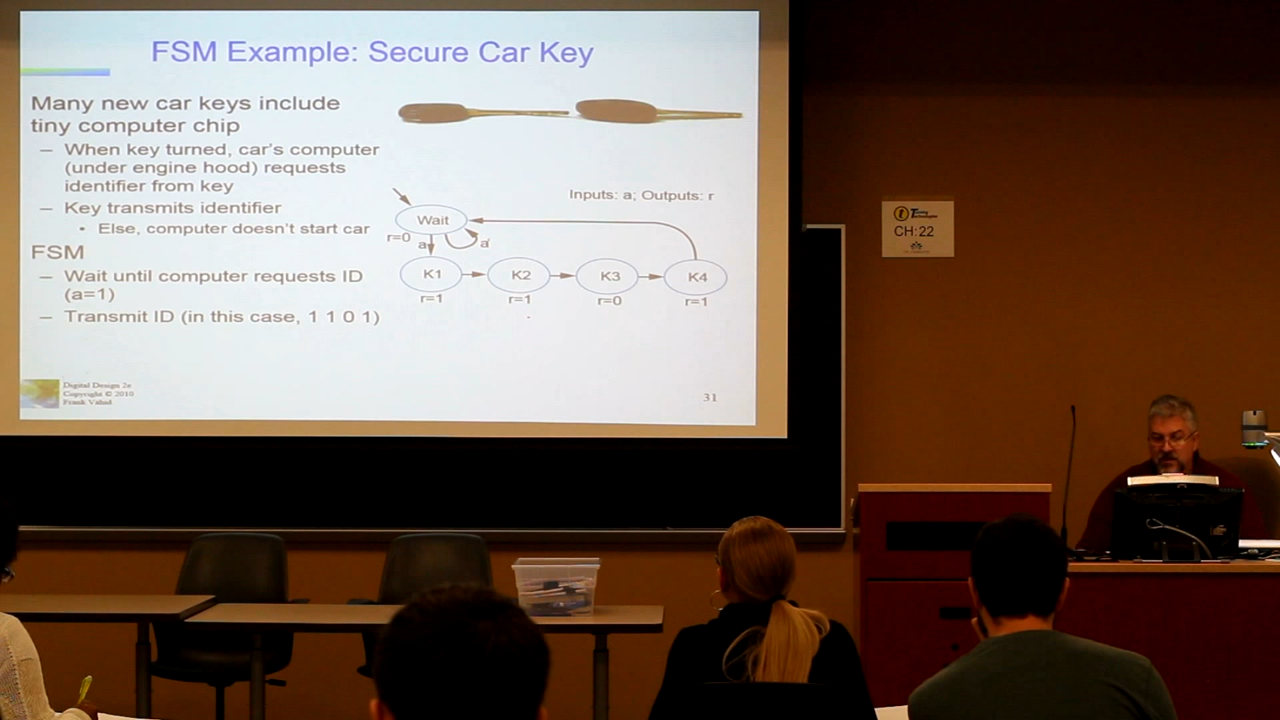 FSM Example: Secure Car Key
Many new car keys include
tiny computer chip
– When key turned, car's computer
(under engine hood) requests
identifier from key
– Key transmits identifier
• Else, computer doesn't start car
FSM
– Wait until computer requests ID
(a=1)
– Transmit ID (in this case, 1 1 0 1)
Inputs: a; Outputs: r
Wait
r=0
a
a'
K1
K2
K3
K4
r=1
r=1
r=0
r=1
Digital Design 2e
Copyright © 2010
Frank Vahid
31
Turning
Technologies
CH: 22